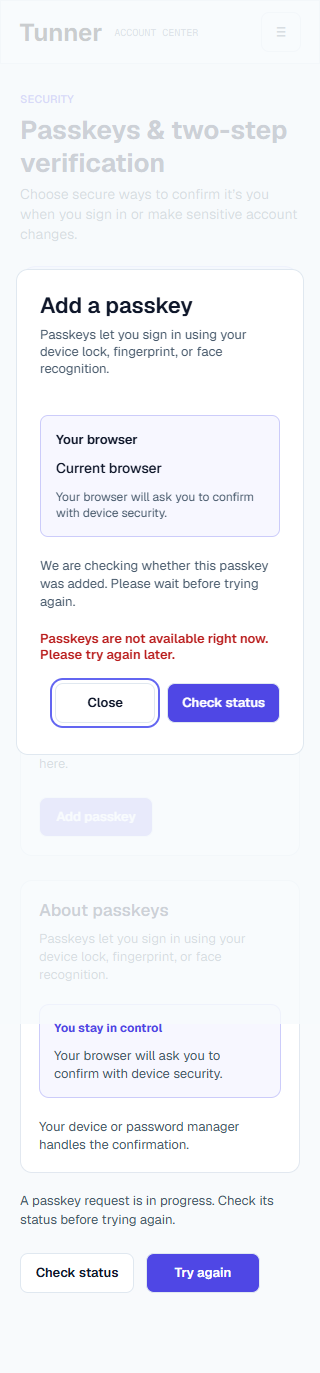 Tunner ACCOUNT CENTER
SECURITY
Passkeys & two-step
verification
Choose secure ways to confirm it's you
when you sign in or make sensitive account
changes.
Add a passkey
Passkeys let you sign in using your
device lock, fingerprint, or face
recognition.
Your browser
Current browser
Your browser will ask you to confirm
with device security.
We are checking whether this passkey
was added. Please wait before trying
again.
Passkeys are not available right now.
Please try again later.
Close Check status
here.
Add passkey
About passkeys
Passkeys let you sign in using your
device lock, fingerprint, or face
recognition.
You stay in control
Your browser will ask you to
confirm with device security.
Your device or password manager
handles the confirmation.
A passkey request is in progress. Check its
status before trying again.
Check status Try again